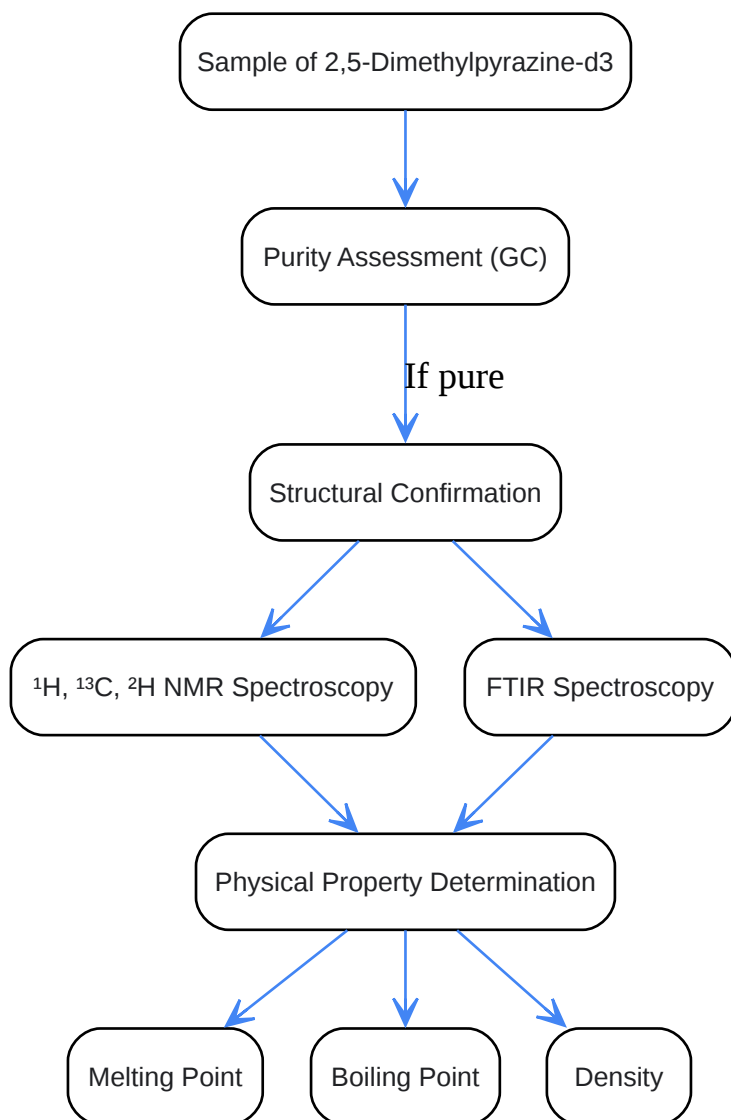 Sample of 2,5-Dimethylpyrazine-d3
Purity Assessment (GC)
If pure
Structural Confirmation
¹H, ¹³C, ²H NMR Spectroscopy
FTIR Spectroscopy
Physical Property Determination
Melting Point
Boiling Point
Density